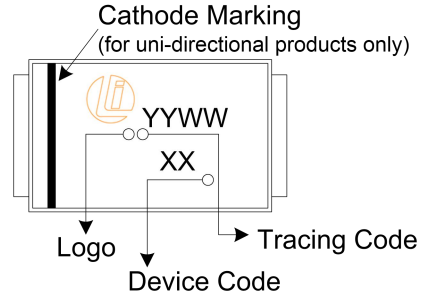 Cathode Marking
(for uni-directional products only)
YYWW
XX
Logo
Tracing Code
Device Code